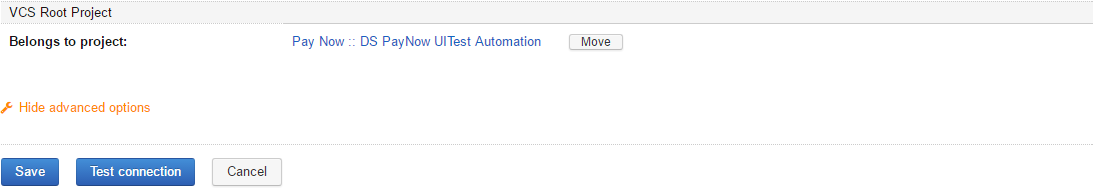 VCS Root Project
Belongs to project: Pay Now :: DS PayNow UITest Automation Move
Hide advanced options
Save Test connection Cancel